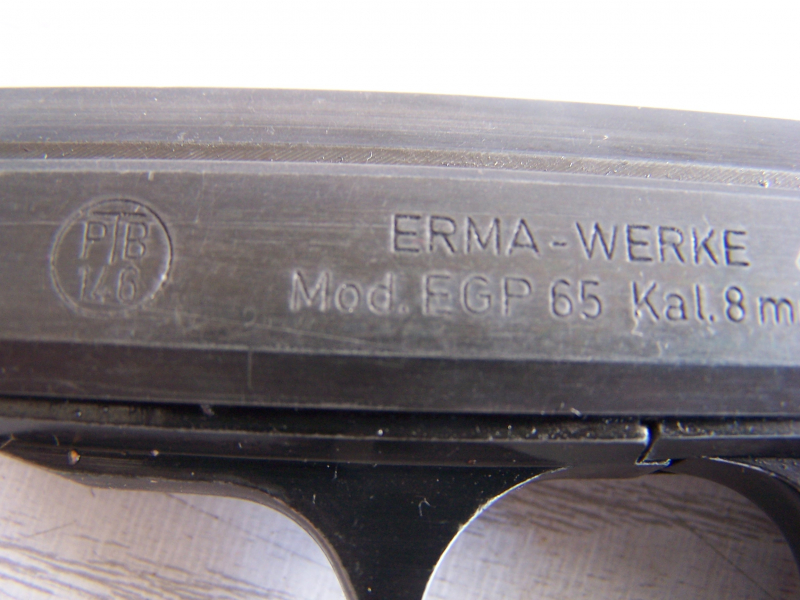 PTB
146
ERMA-WERKE
Mod. EGP 65 Kal. 8 m